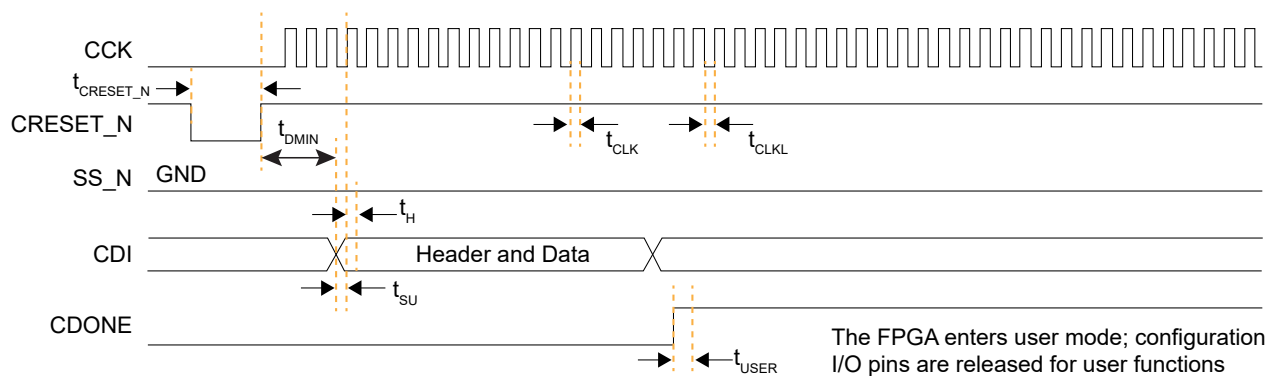 CCK
tCRESET_N
CRESET_N
tDMIN
tCLK
tCLKL
SS_N GND
tH
CDI Header and Data
tSU
CDONE
The FPGA enters user mode; configuration
tUSER I/O pins are released for user functions